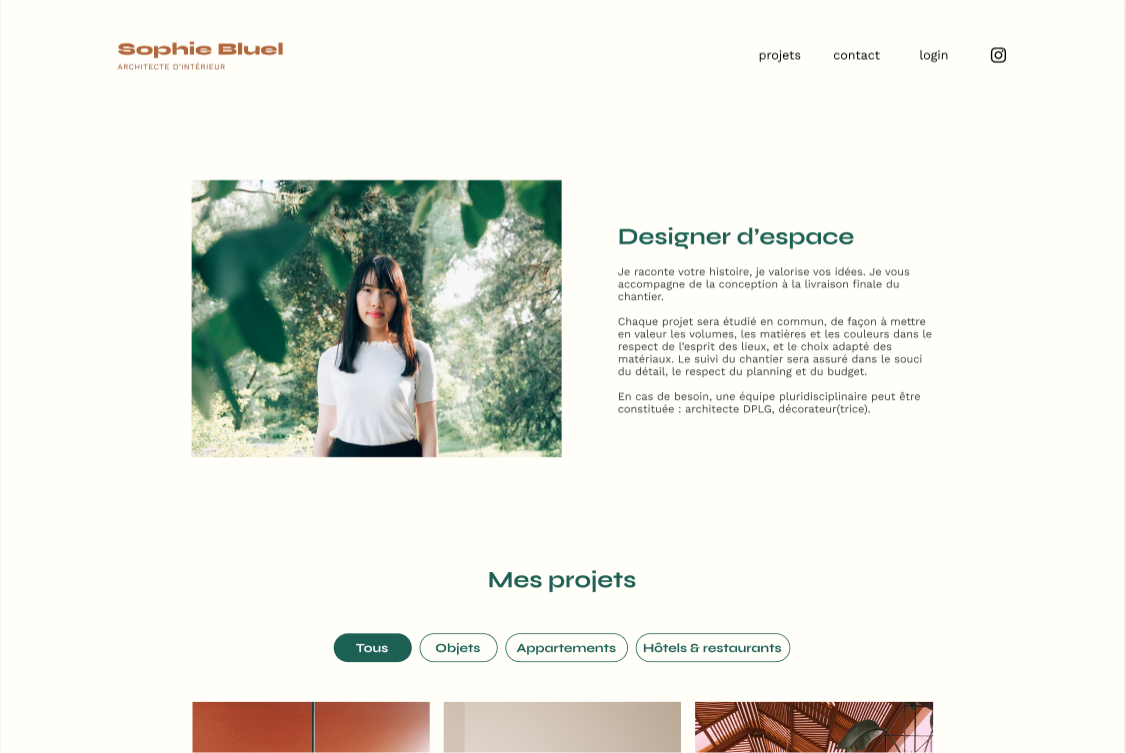 Sophie Bluel
ARCHITECTE D'INTÉRIEUR
projets
contact
login
Designer d'espace
Je raconte votre histoire, je valorise vos idées. Je vous
accompagne de la conception à la livraison finale du
chantier.
Chaque projet sera étudié en commun, de façon à mettre
en valeur les volumes, les matières et les couleurs dans le
respect de l'esprit des lieux, et le choix adapté des
matériaux. Le suivi du chantier sera assuré dans le souci
du détail, le respect du planning et du budget.
En cas de besoin, une équipe pluridisciplinaire peut être
constituée : architecte DPLG, décorateur(trice).
Mes projets
Tous
Objets
Appartements
Hôtels & restaurants